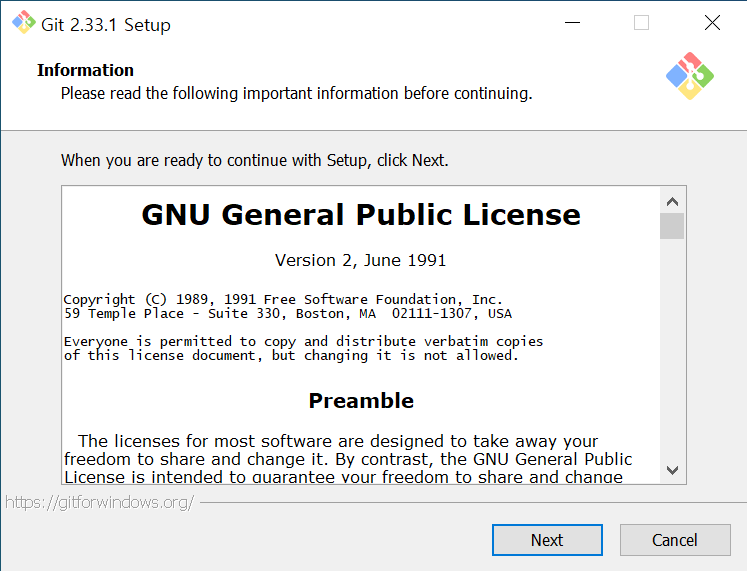 Git 2.33.1 Setup
Information
Please read the following important information before continuing.
When you are ready to continue with Setup, click Next.
GNU General Public License
Version 2, June 1991
Copyright (C) 1989, 1991 Free Software Foundation, Inc.
59 Temple Place - Suite 330, Boston, MA  02111-1307, USA
Everyone is permitted to copy and distribute verbatim copies
of this license document, but changing it is not allowed.
Preamble
The licenses for most software are designed to take away your
freedom to share and change it. By contrast, the GNU General Public
License is intended to guarantee your freedom to share and change
https://gitforwindows.org/
Next
Cancel